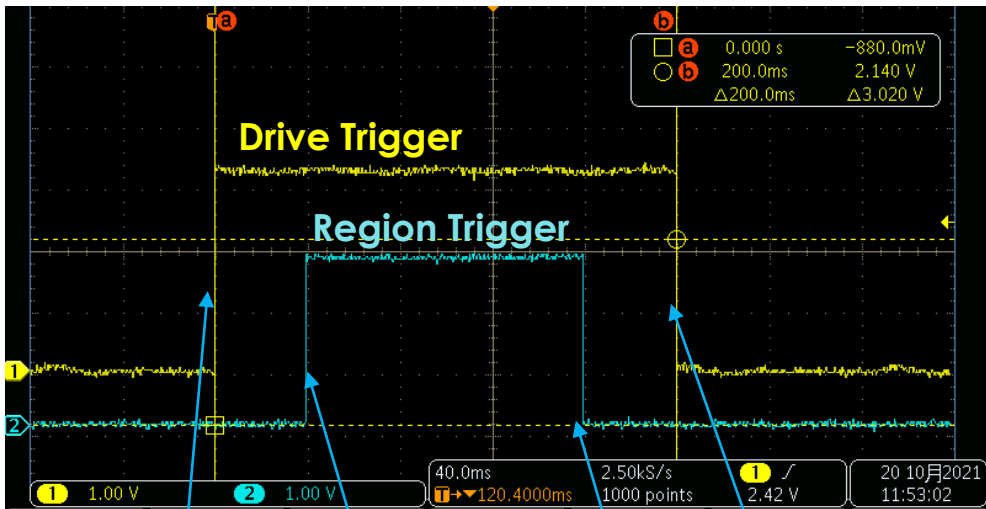 T a b
a 0.000 s −880.0mV
b 200.0ms 2.140 V
△200.0ms △3.020 V
Drive Trigger
Region Trigger
1
2
40.0ms 2.50kS/s 1 /
1 1.00 V 2 1.00 V T→▼120.4000ms 1000 points 2.42 V
20 10月2021
11:53:02